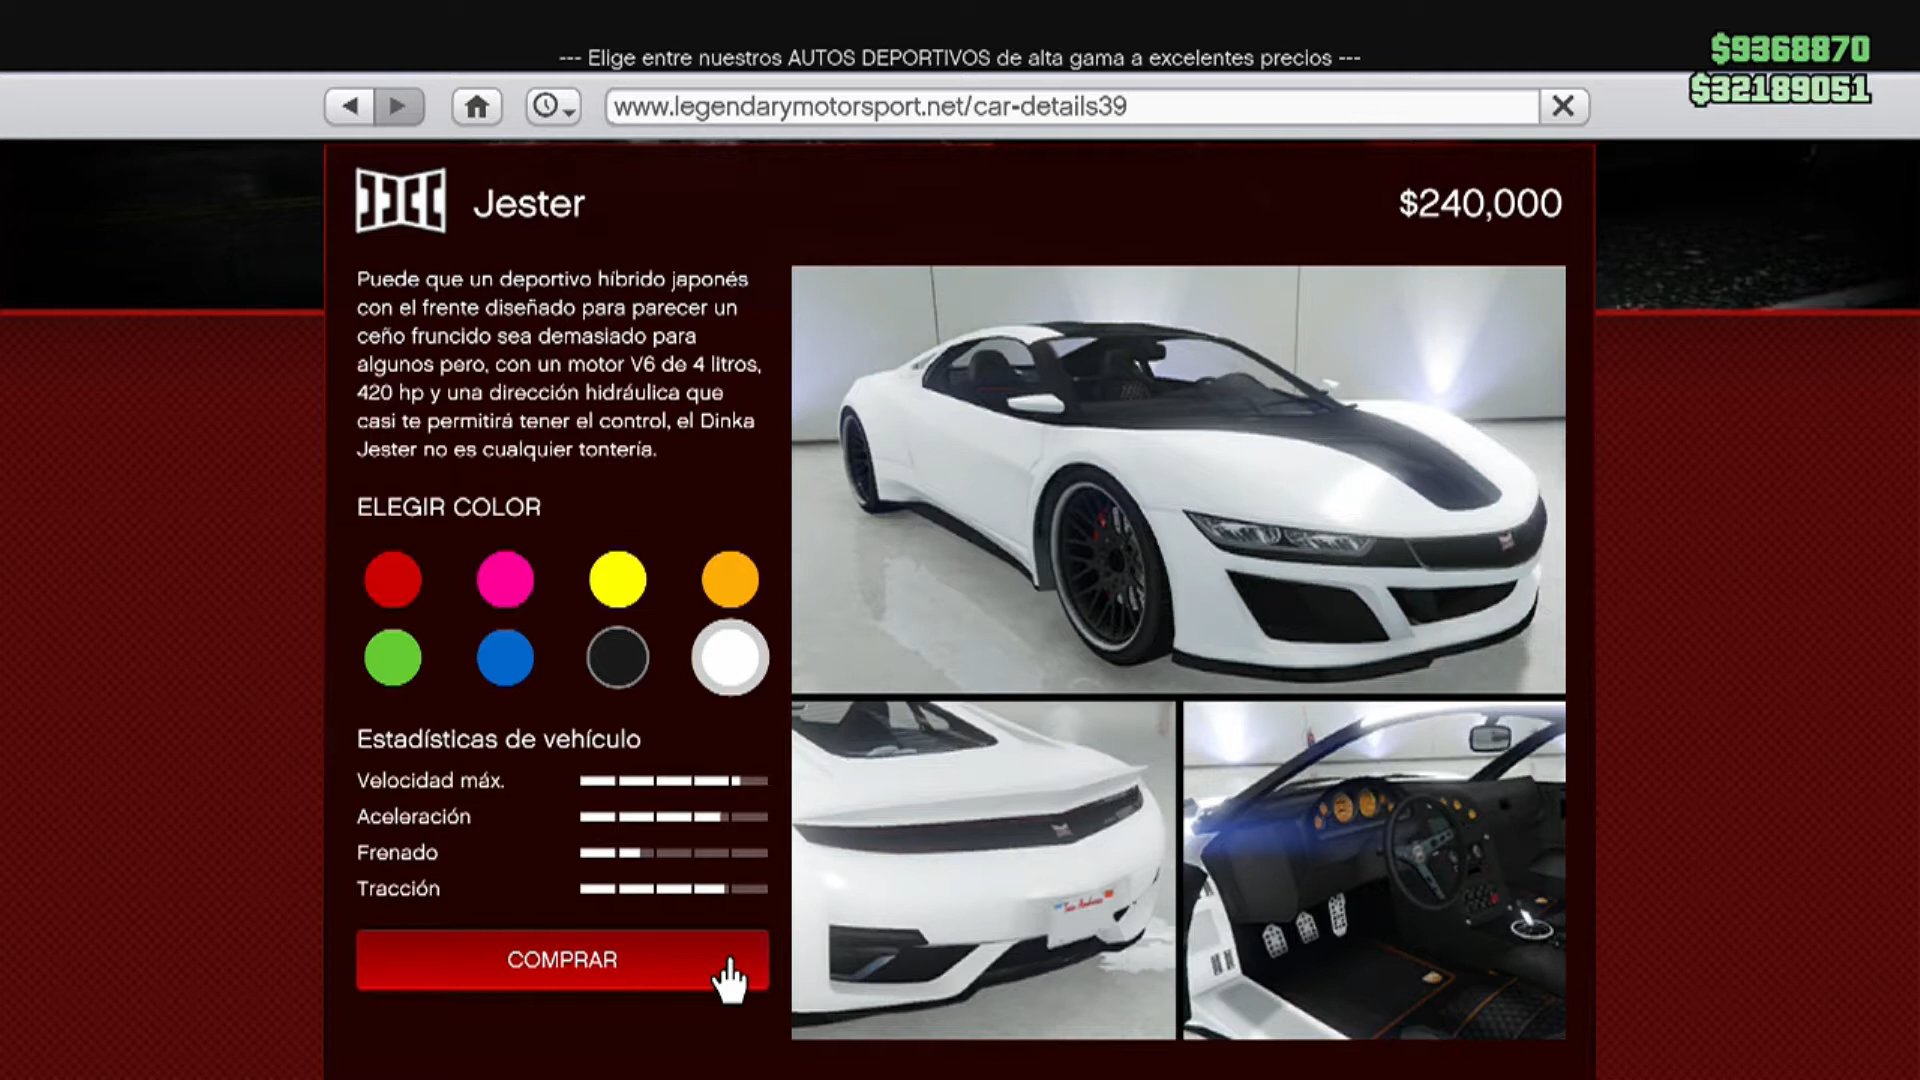 --- Elige entre nuestros AUTOS DEPORTIVOS de alta gama a excelentes precios ---
$9368870
$32189051
www.legendarymotorsport.net/car-details39
Jester
$240,000
Puede que un deportivo híbrido japonés
con el frente diseñado para parecer un
ceño fruncido sea demasiado para
algunos pero, con un motor V6 de 4 litros,
420 hp y una dirección hidráulica que
casi te permitirá tener el control, el Dinka
Jester no es cualquier tontería.
ELEGIR COLOR
Estadísticas de vehículo
Velocidad máx.
Aceleración
Frenado
Tracción
COMPRAR